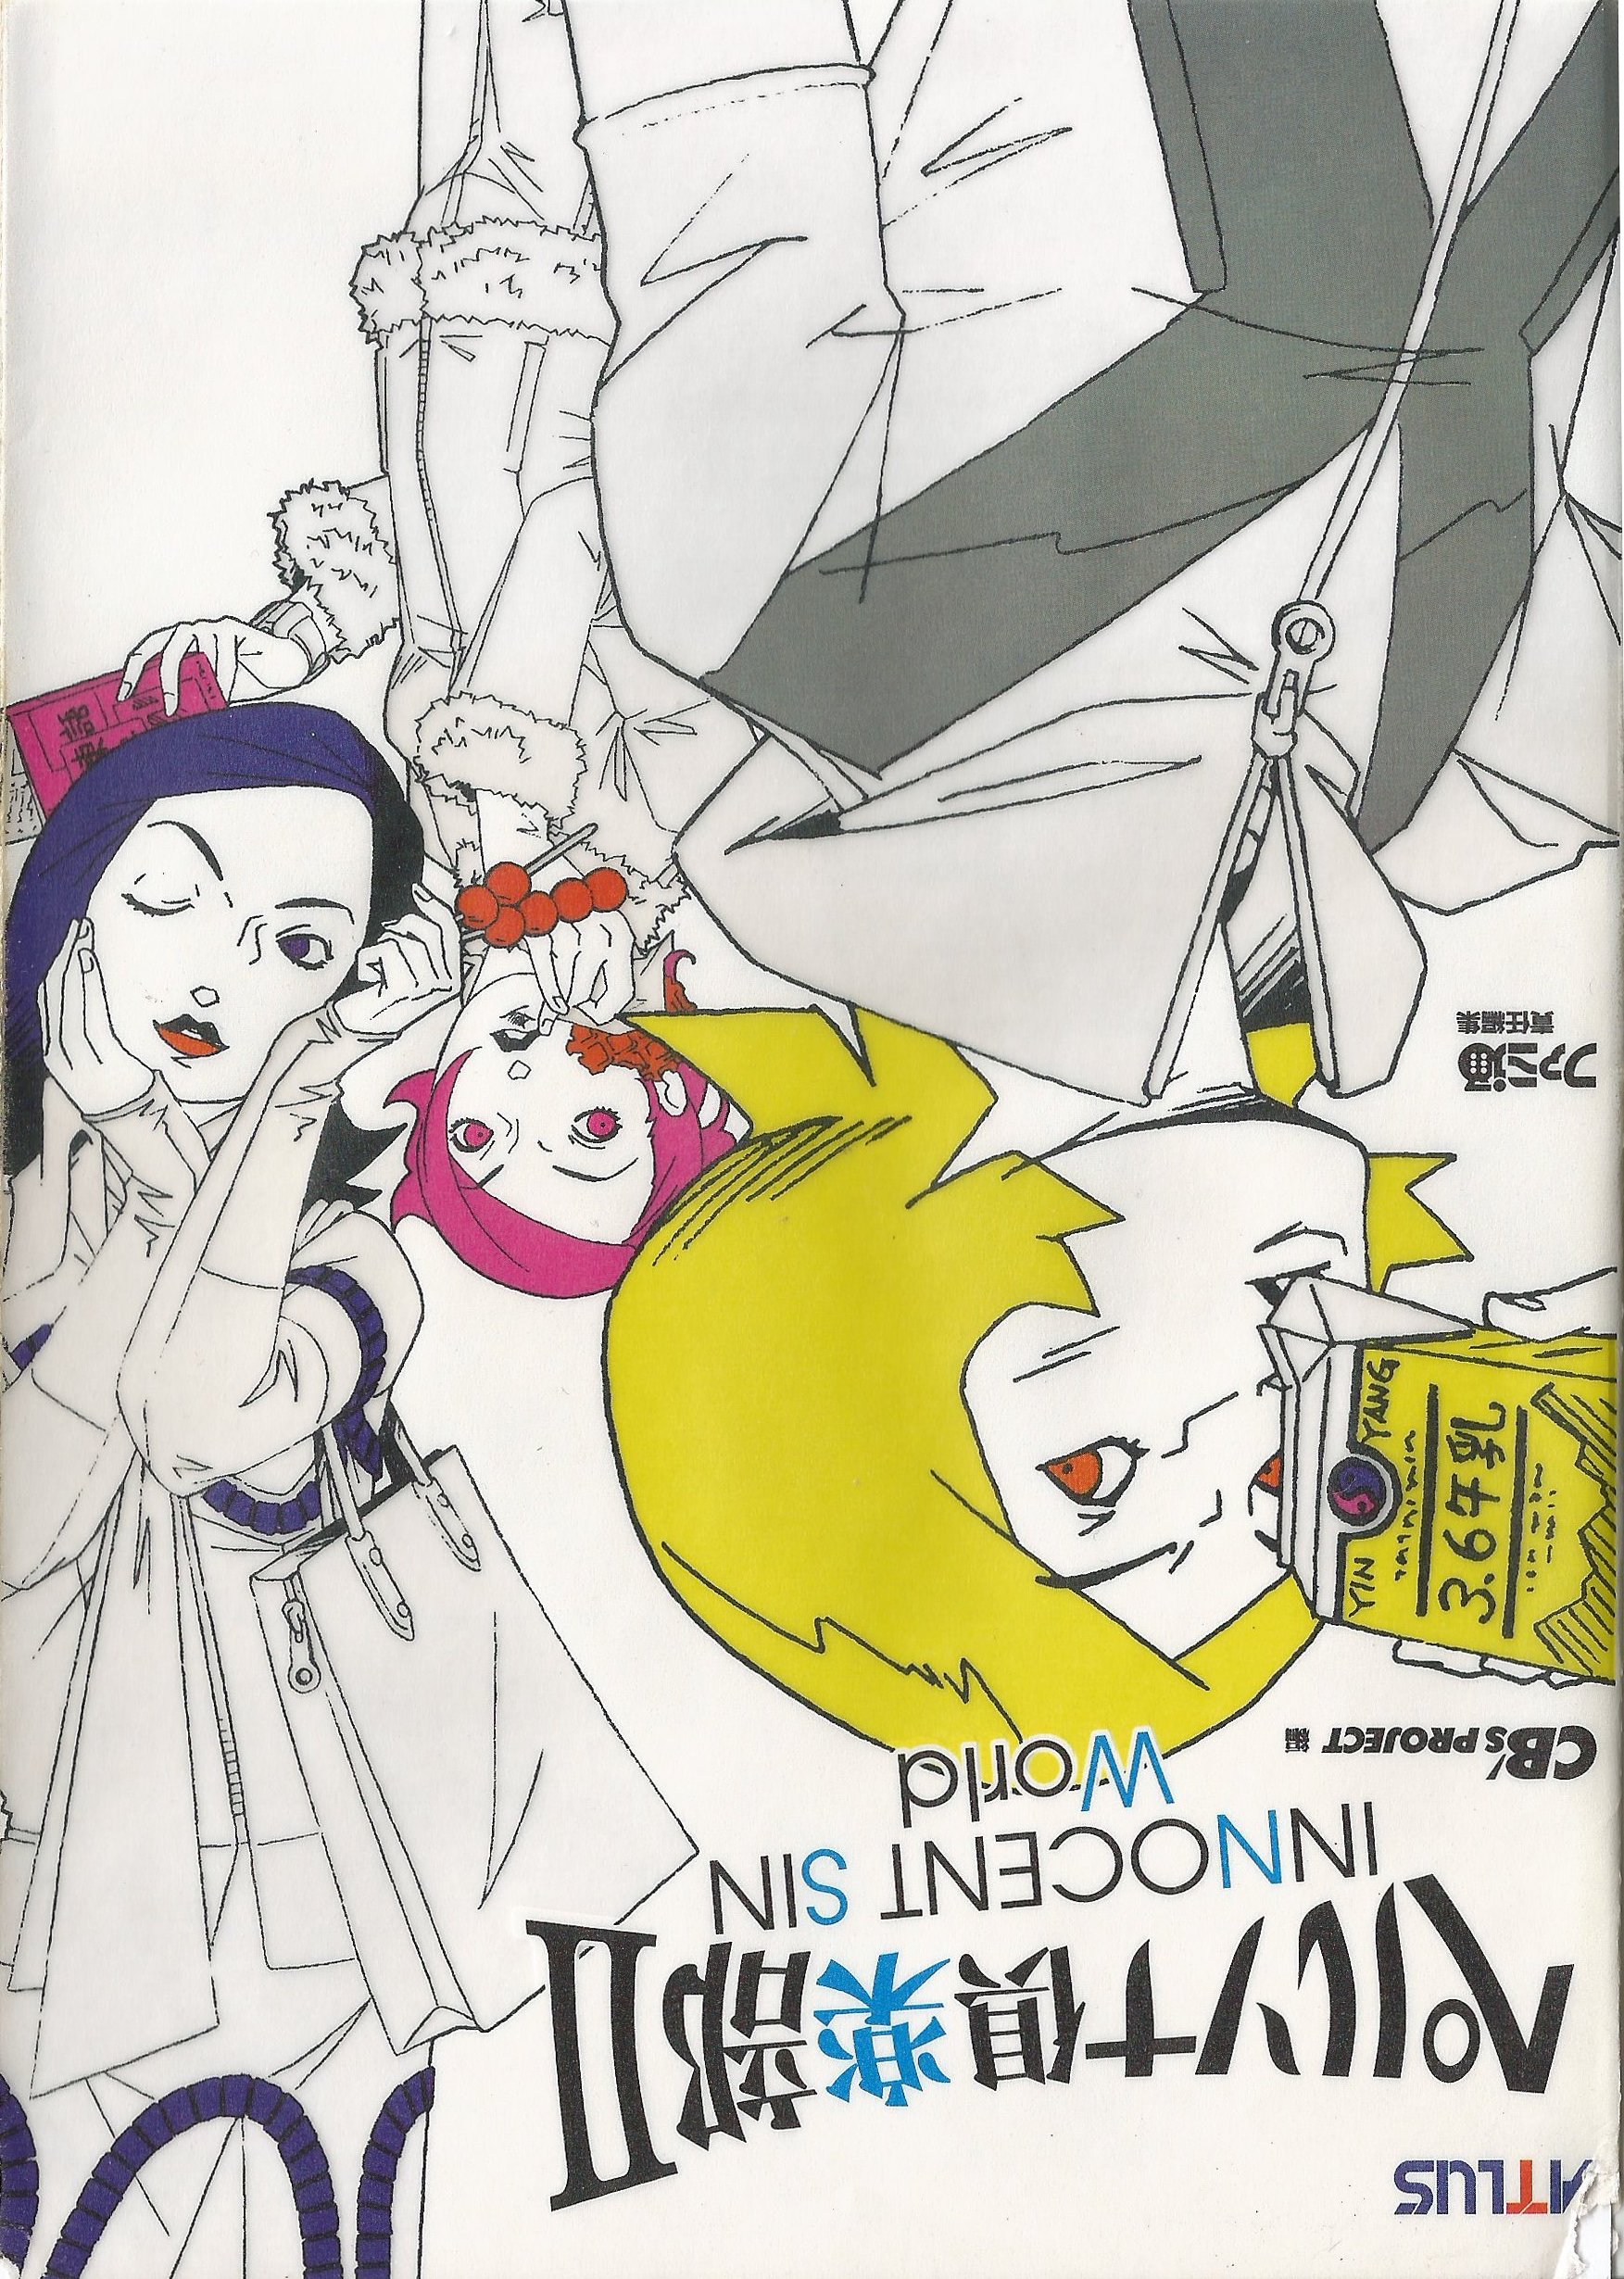 ATLUS
ペルソナ倶楽部II
INNOCENT SIN
World
CB's PROJECT 編
YIN
YANG
3.6牛乳
ファミ通
責任編集